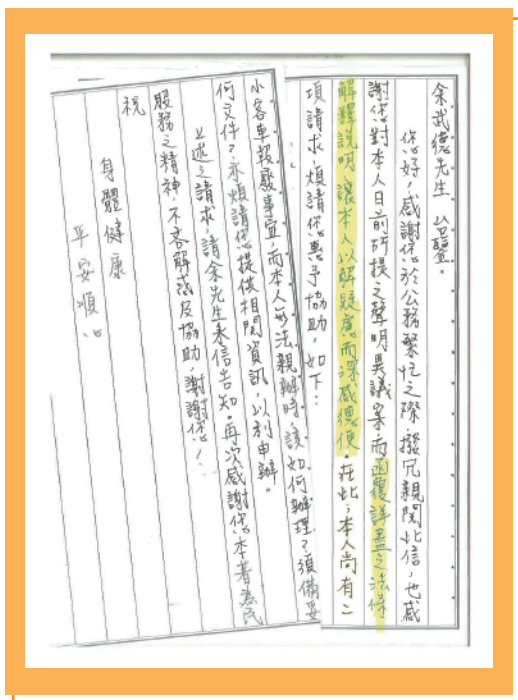 余武德先生 台鑒。
您好,感謝您於公務繁忙之際,撥冗親閱此信,也感
謝您對本人日前所提之聲明異議案而函覆詳盡之法條
解釋說明,讓本人以解疑慮而深感德便。在此,本人尚有二
項請求,煩請您惠予協助,如下:
小客車報廢事宜,而本人無法親辦時,該如何辦理?須備妥
何文件?亦煩請您提供相關資訊,以利申辦。
上述之請求,請余先生來信告知。再次感謝您本著為民
服務之精神,不吝解惑及協助,謝謝您!
祝
身體健康
平安順心